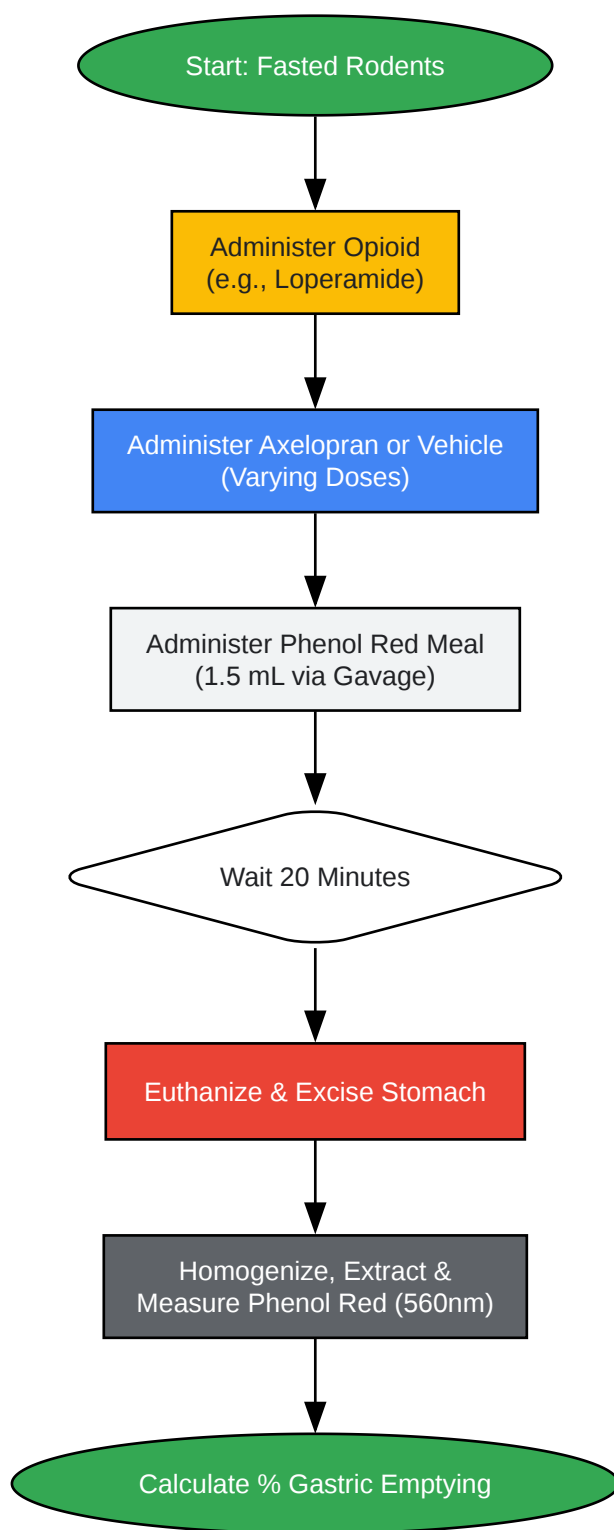 Start: Fasted Rodents
Administer Opioid
(e.g., Loperamide)
Administer Axelopran or Vehicle
(Varying Doses)
Administer Phenol Red Meal
(1.5 mL via Gavage)
Wait 20 Minutes
Euthanize & Excise Stomach
Homogenize, Extract &
Measure Phenol Red (560nm)
Calculate % Gastric Emptying